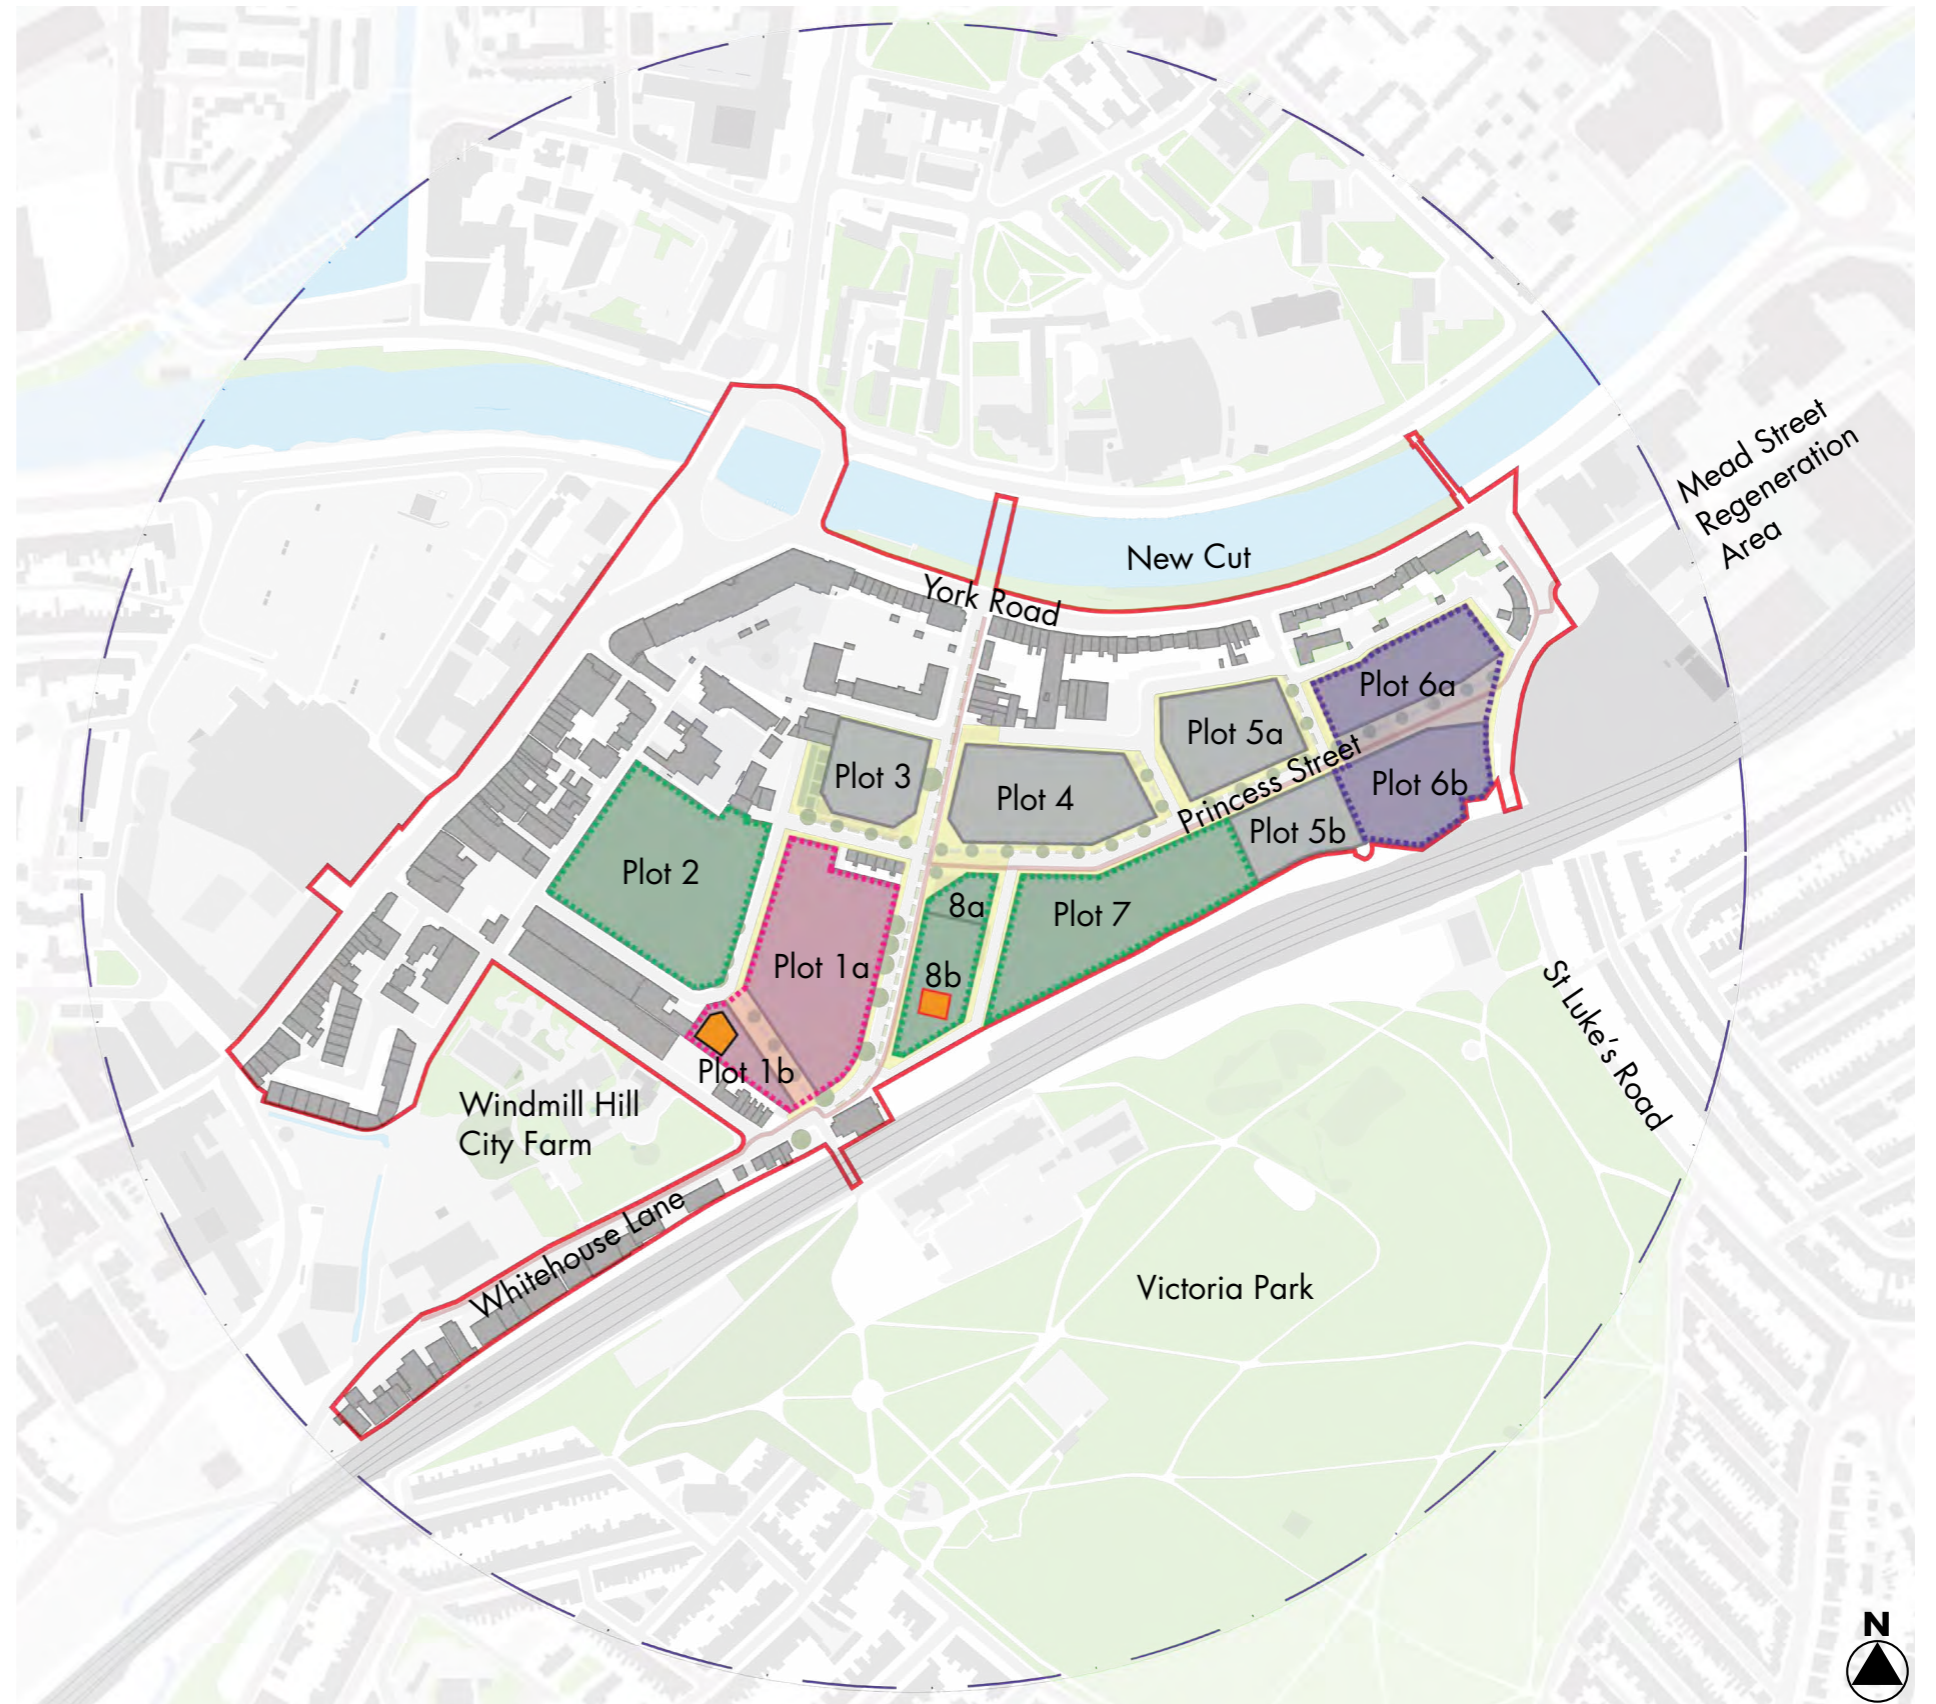 Mead Street
Regeneration
Area
New Cut
York Road
Plot 6a
Plot 5a
Princess Street
Plot 3
Plot 4
Plot 6b
Plot 5b
Plot 2
8a
Plot 7
Plot 1a
8b
St Luke's Road
Plot 1b
Windmill Hill
City Farm
Whitehouse Lane
Victoria Park
N